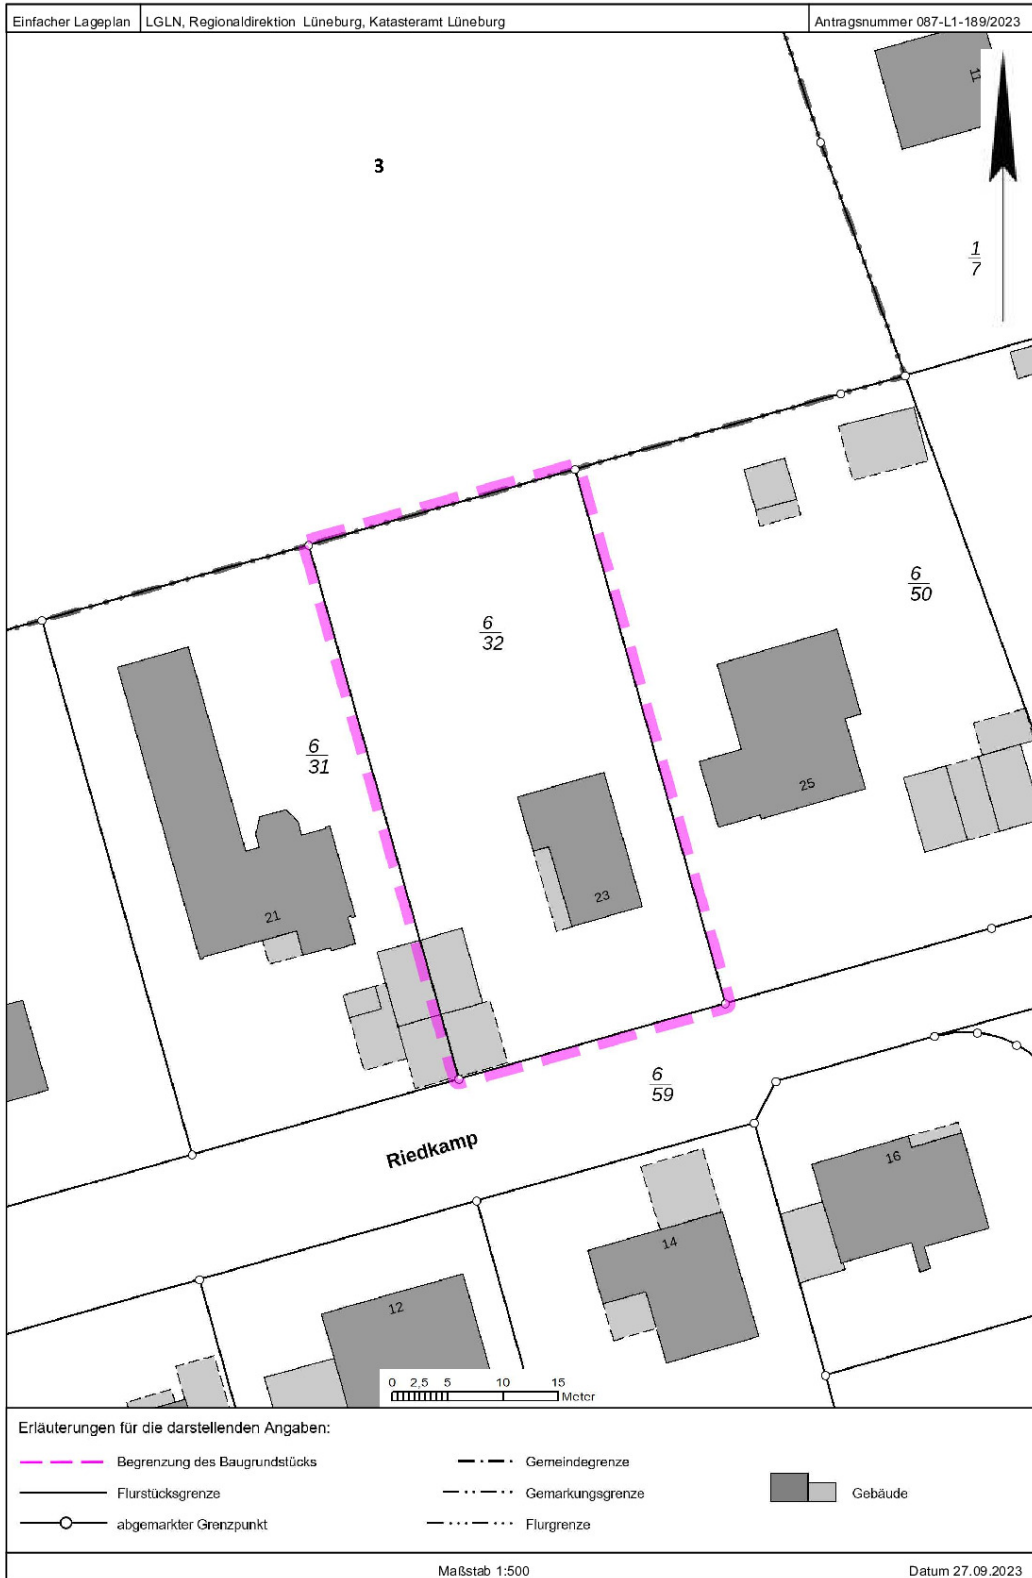 Einfacher Lageplan LGLN, Regionaldirektion Lüneburg, Katasteramt Lüneburg Antragsnummer 087-L1-189/2023
11
3
1
7
6
50
6
32
6
31
25
23
21
6
59
Riedkamp
16
14
12
0 2,5 5 10 15
Meter
Erläuterungen für die darstellenden Angaben:
Begrenzung des Baugrundstücks Gemeindegrenze
Flurstücksgrenze Gemarkungsgrenze Gebäude
abgemarkter Grenzpunkt Flurgrenze
Maßstab 1:500 Datum 27.09.2023